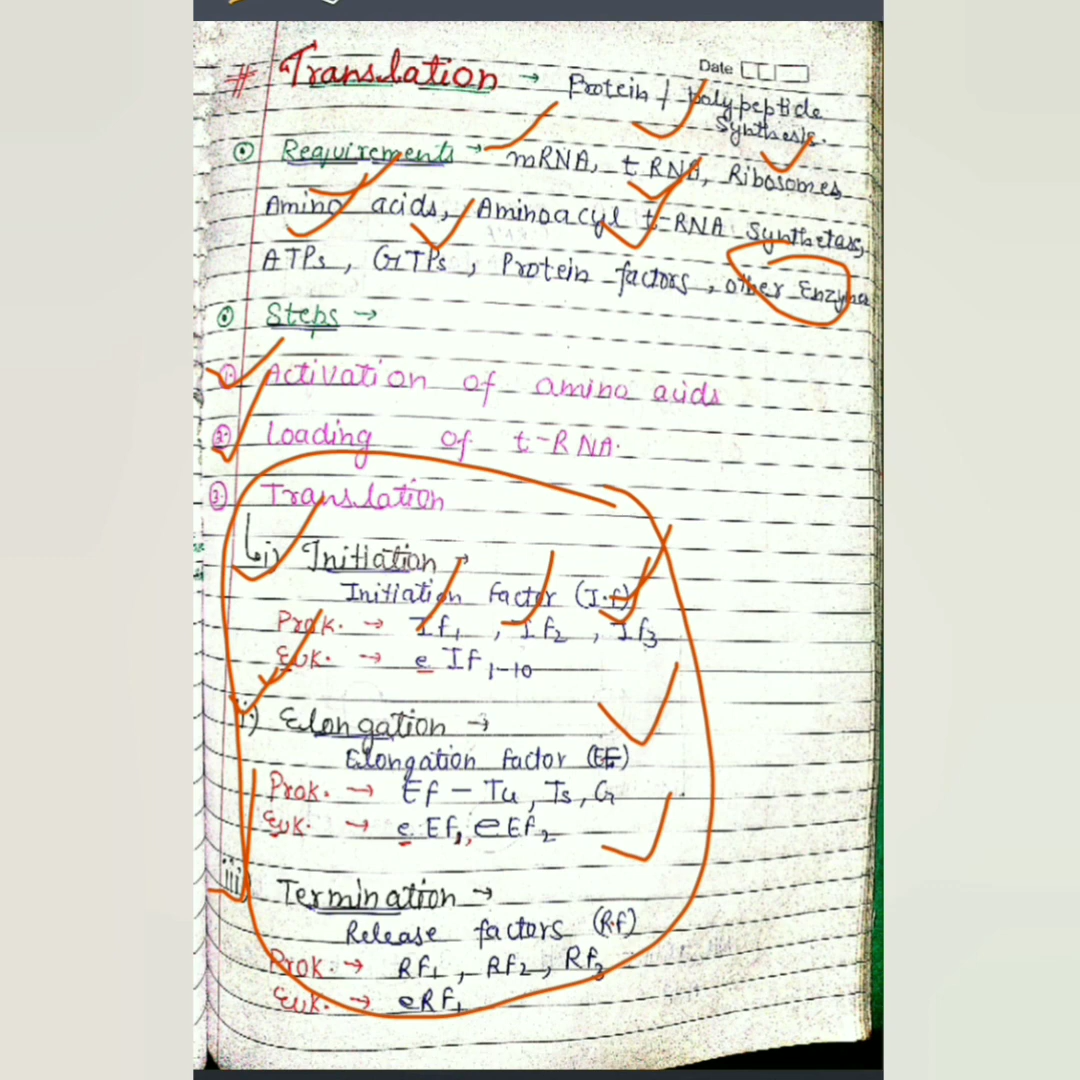 # Translation → Protein / polypeptide
Date
Synthesis.
⊙ Requirements → mRNA, t RNA, Ribosomes,
Amino acids, Aminoacyl t-RNA Synthetase,
ATPs, GTPs, Protein factors, other Enzymes
⊙ Steps →
1. Activation of amino acids
2. Loading of t-RNA.
3. Translation
i) Initiation →
Initiation factor (I.f)
Prok. → If1, If2, If3
Euk. → e If 1-10
ii) Elongation →
Elongation factor (EF)
Prok. → Ef - Tu, Ts, G
Euk. → e Ef1, eEf2
iii) Termination →
Release factors (R.f)
Prok. → Rf1, Rf2, Rf3
Euk. → eRf1